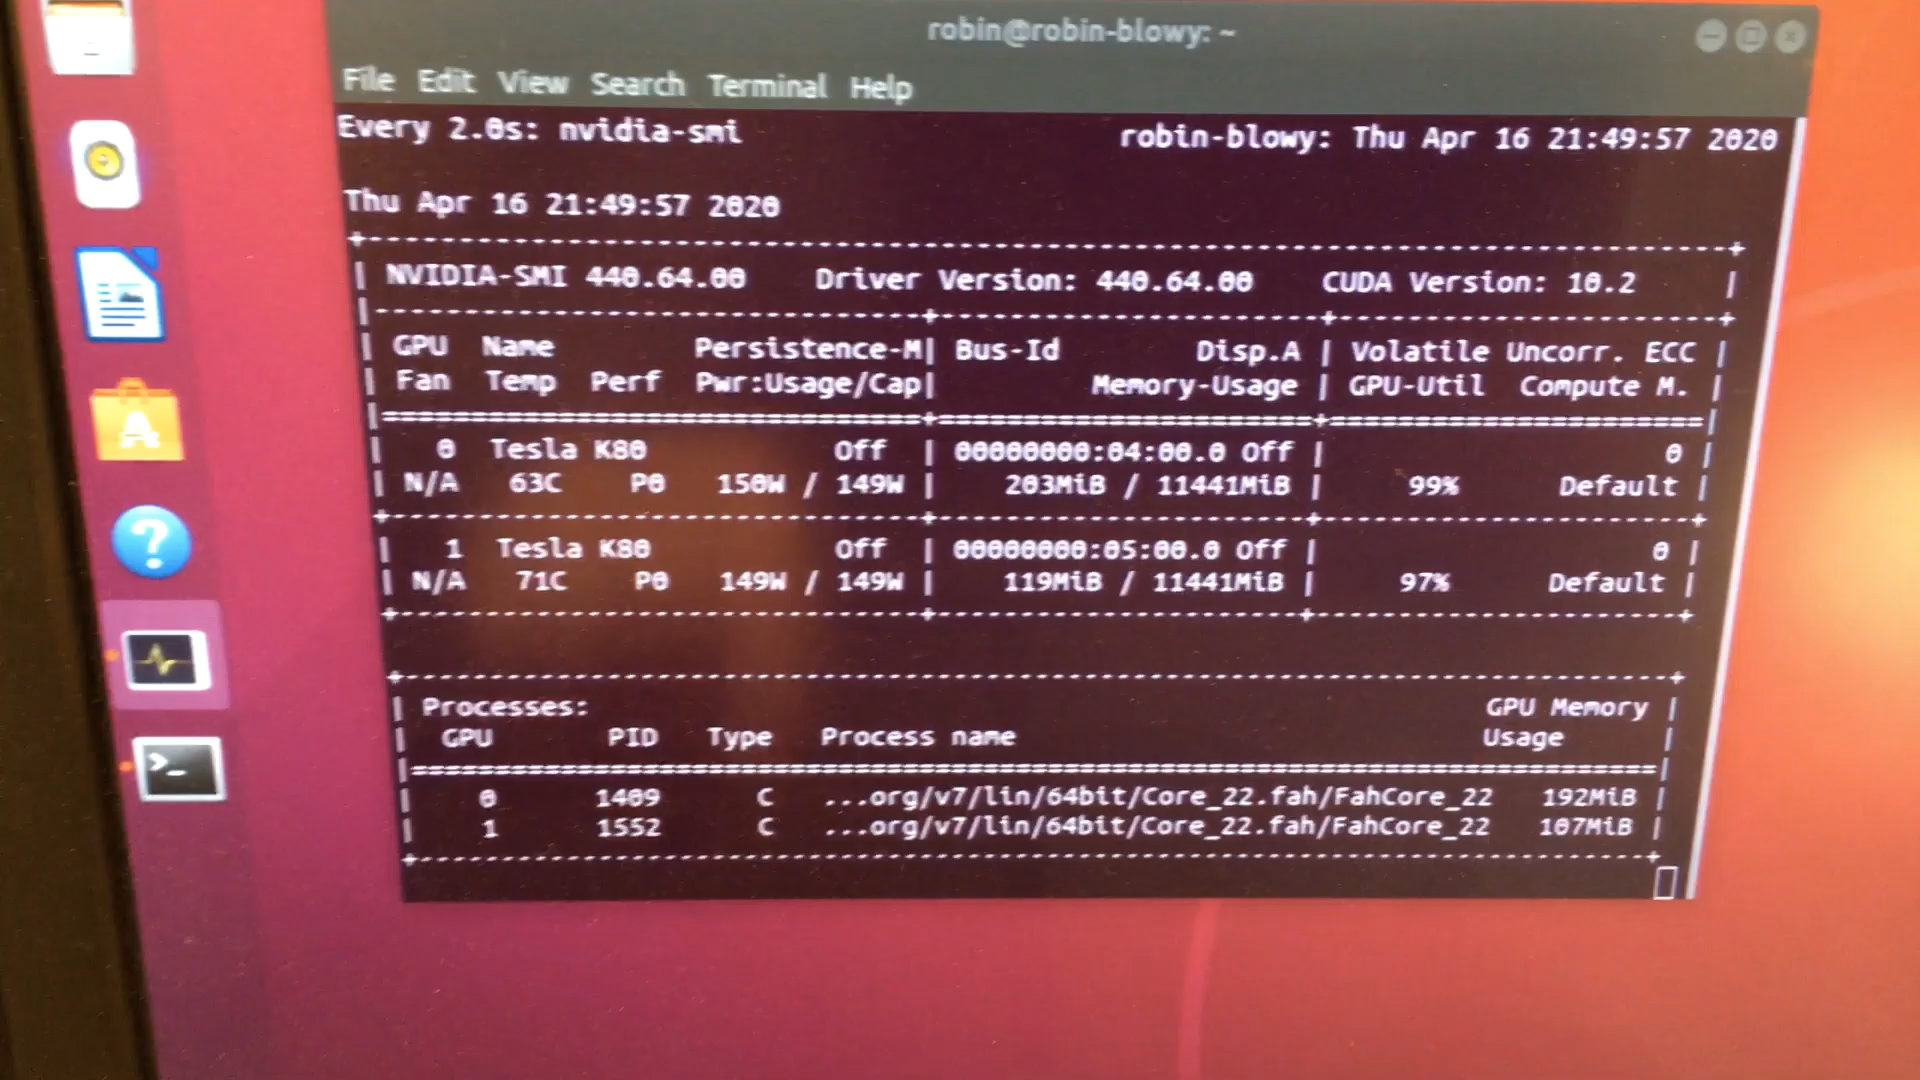 robin@robin-blowy: ~
File Edit View Search Terminal Help
Every 2.0s: nvidia-smi robin-blowy: Thu Apr 16 21:49:57 2020
Thu Apr 16 21:49:57 2020
+-----------------------------------------------------------------------------+
| NVIDIA-SMI 440.64.00    Driver Version: 440.64.00    CUDA Version: 10.2     |
|-------------------------------+----------------------+----------------------+
| GPU  Name        Persistence-M| Bus-Id        Disp.A | Volatile Uncorr. ECC |
| Fan  Temp  Perf  Pwr:Usage/Cap|         Memory-Usage | GPU-Util  Compute M. |
|===============================+======================+======================|
|   0  Tesla K80           Off  | 00000000:04:00.0 Off |                    0 |
| N/A   63C    P0   150W / 149W |    203MiB / 11441MiB |     99%      Default |
+-------------------------------+----------------------+----------------------+
|   1  Tesla K80           Off  | 00000000:05:00.0 Off |                    0 |
| N/A   71C    P0   149W / 149W |    119MiB / 11441MiB |     97%      Default |
+-------------------------------+----------------------+----------------------+
+-----------------------------------------------------------------------------+
| Processes:                                                       GPU Memory |
|  GPU       PID   Type   Process name                             Usage      |
|=============================================================================|
|    0      1409      C   ...org/v7/lin/64bit/Core_22.fah/FahCore_22   192MiB |
|    1      1552      C   ...org/v7/lin/64bit/Core_22.fah/FahCore_22   107MiB |
+-----------------------------------------------------------------------------+